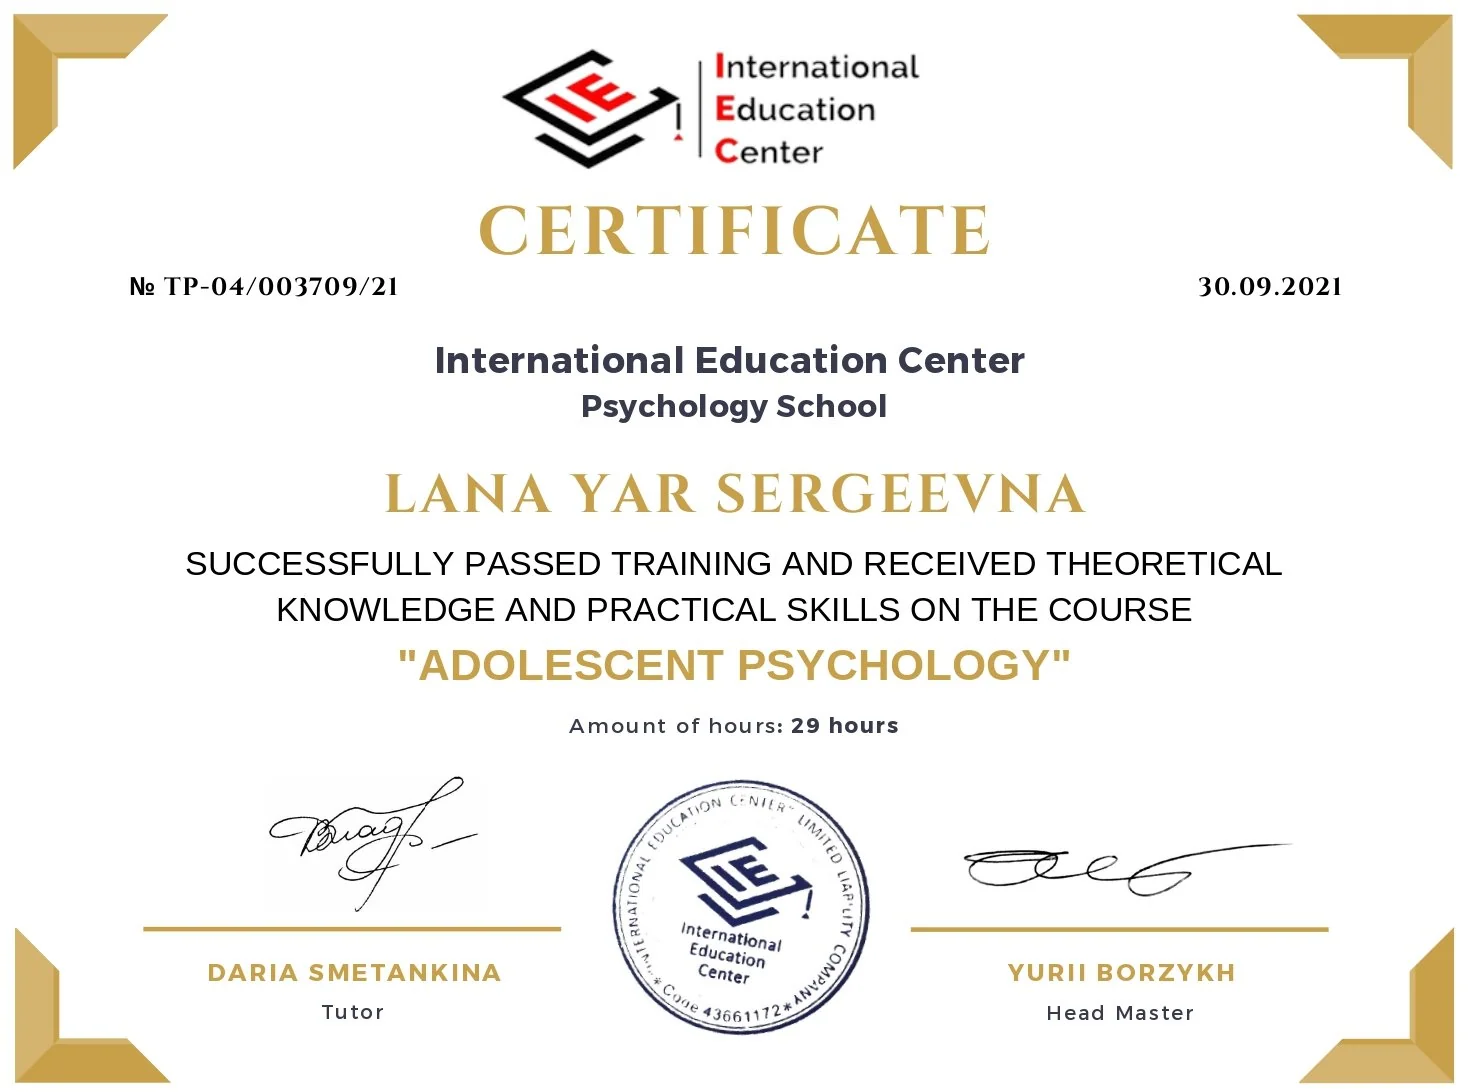 IE
International
Education
Center
CERTIFICATE
№ TP-04/003709/21
30.09.2021
International Education Center
Psychology School
LANA YAR SERGEEVNA
SUCCESSFULLY PASSED TRAINING AND RECEIVED THEORETICAL
KNOWLEDGE AND PRACTICAL SKILLS ON THE COURSE
"ADOLESCENT PSYCHOLOGY"
Amount of hours: 29 hours
"INTERNATIONAL EDUCATION CENTER" LIMITED LIABILITY COMPANY
IE
International
Education
Center
*Code 43661172*
DARIA SMETANKINA
Tutor
YURII BORZYKH
Head Master